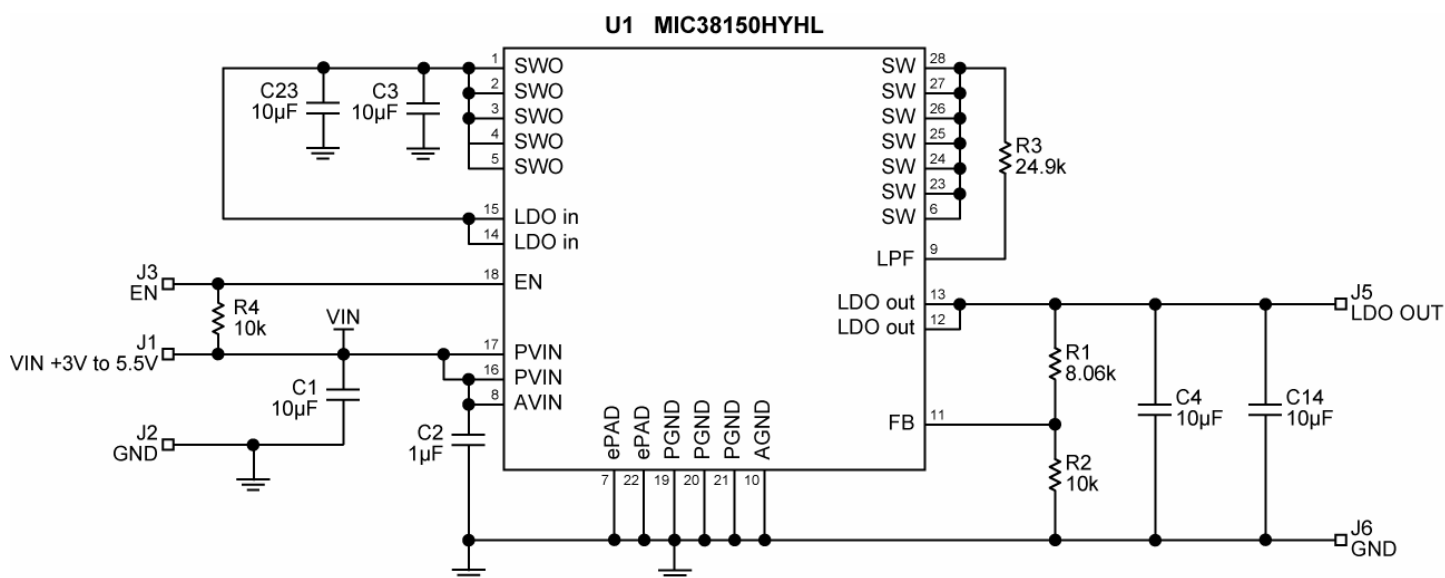 U1 MIC38150HYHL
1 SWO
2 SWO
3 SWO
4 SWO
5 SWO
15 LDO in
14 LDO in
18 EN
17 PVIN
16 PVIN
8 AVIN
SW 28
SW 27
SW 26
SW 25
SW 24
SW 23
SW 6
LPF 9
LDO out 13
LDO out 12
FB 11
ePAD 7
ePAD 22
PGND 19
PGND 20
PGND 21
AGND 10
C23
10µF
C3
10µF
J3
EN
R4
10k
VIN
J1
VIN +3V to 5.5V
C1
10µF
J2
GND
C2
1µF
R3
24.9k
J5
LDO OUT
R1
8.06k
C4
10µF
C14
10µF
R2
10k
J6
GND